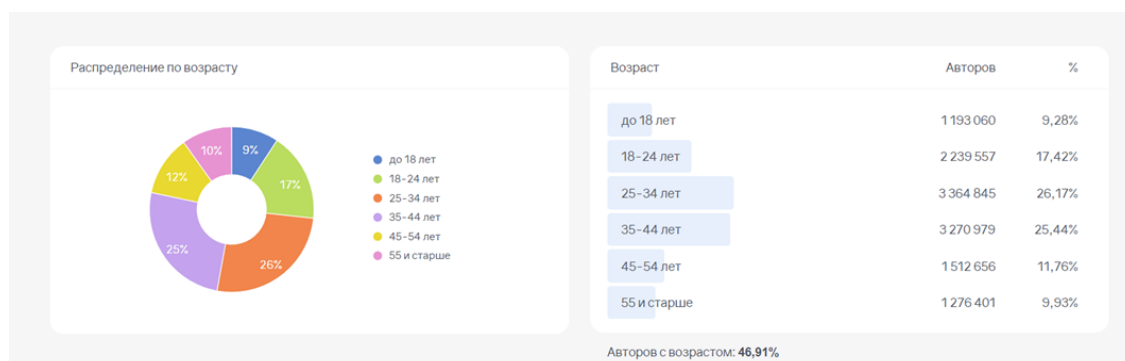 Распределение по возрасту
10%
9%
12%
17%
25%
26%
до 18 лет
18-24 лет
25-34 лет
35-44 лет
45-54 лет
55 и старше
Возраст Авторов %
до 18 лет 1 193 060 9,28%
18-24 лет 2 239 557 17,42%
25-34 лет 3 364 845 26,17%
35-44 лет 3 270 979 25,44%
45-54 лет 1 512 656 11,76%
55 и старше 1 276 401 9,93%
Авторов с возрастом: 46,91%